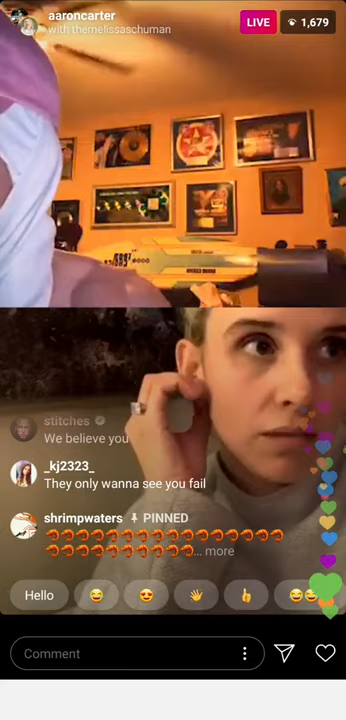 aaroncarter
with themelissaschuman
LIVE
1,679
stitches
We believe you
_kj2323_
They only wanna see you fail
shrimpwaters PINNED
🦐🦐🦐🦐🦐🦐🦐🦐🦐🦐🦐🦐🦐🦐🦐
🦐🦐🦐🦐🦐🦐🦐🦐🦐🦐... more
Hello 😂 😍 👋 👍 😂😂
Comment